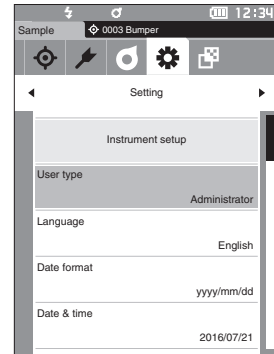 12:34
Sample 0003 Bumper
Setting
Instrument setup
User type
Administrator
Language
English
Date format
yyyy/mm/dd
Date & time
2016/07/21